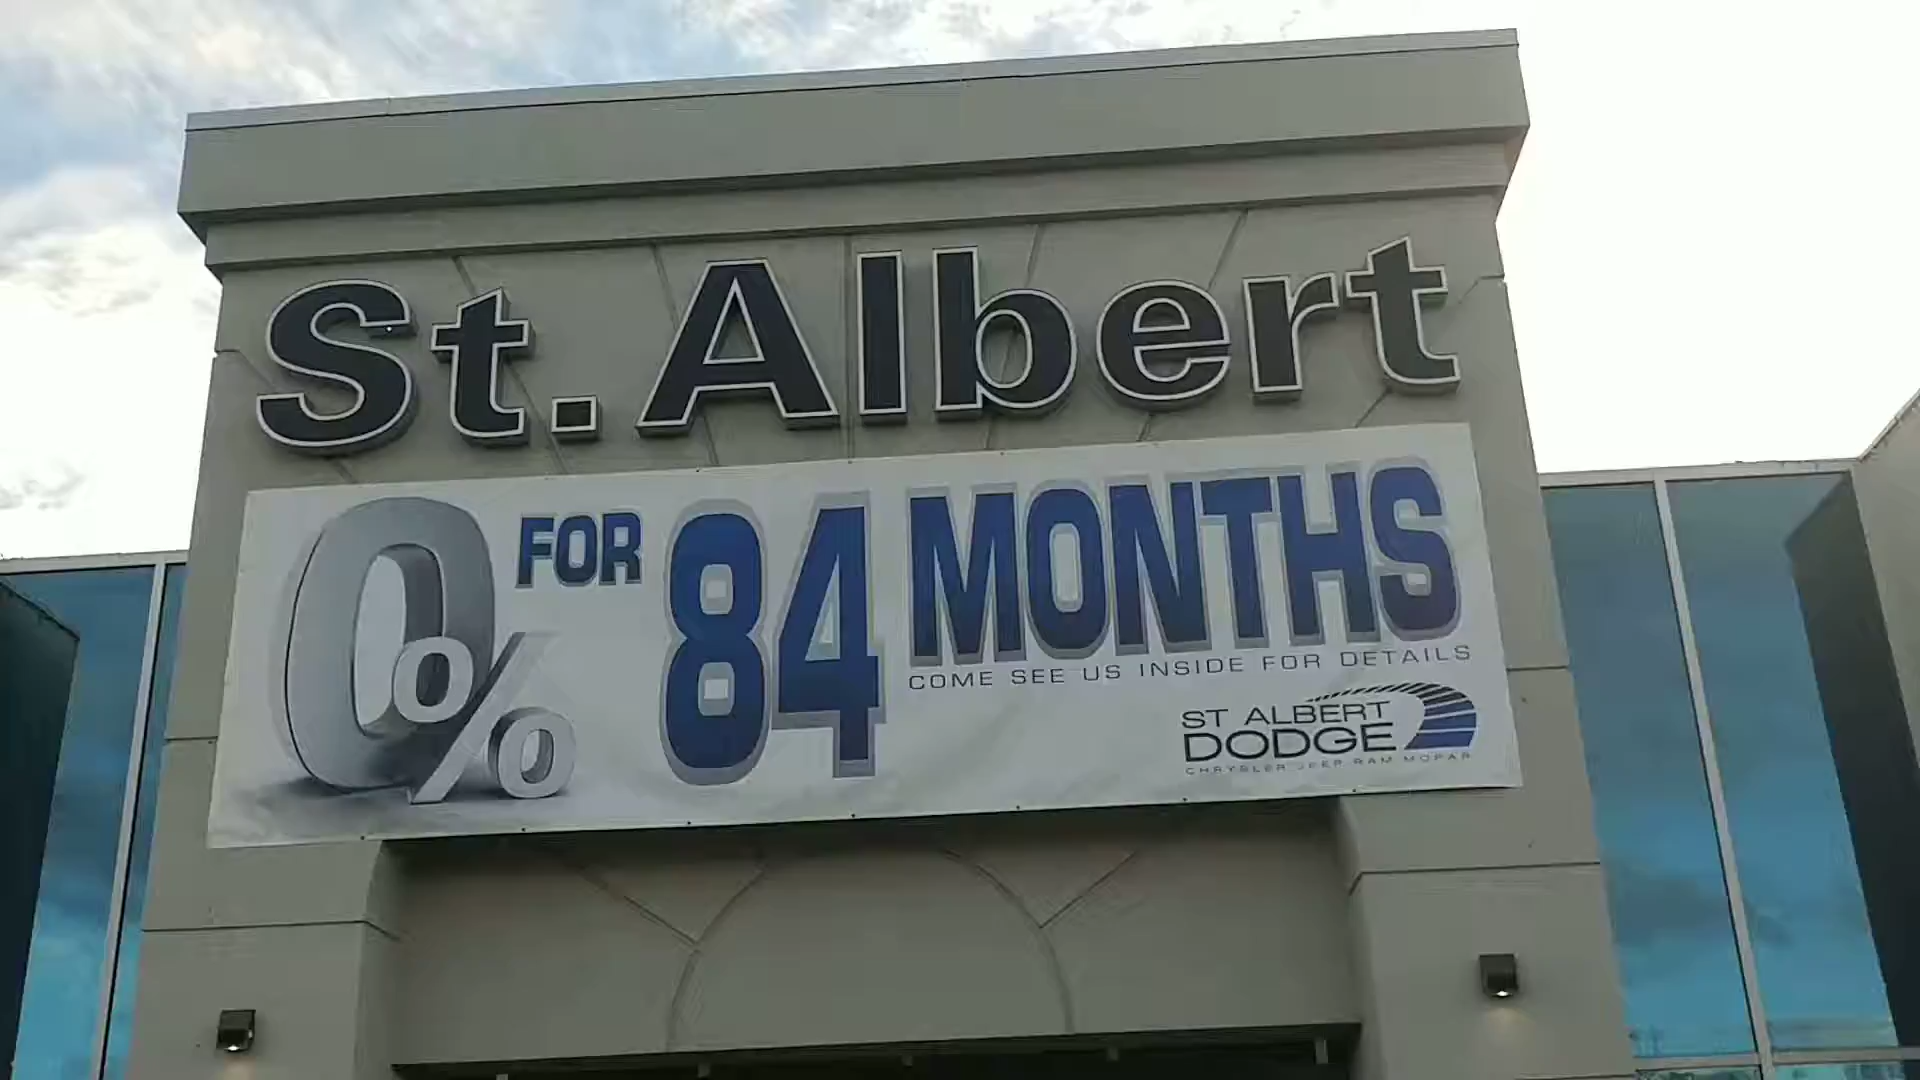 St. Albert
0% FOR 84 MONTHS
COME SEE US INSIDE FOR DETAILS
ST ALBERT
DODGE
CHRYSLER JEEP RAM MOPAR